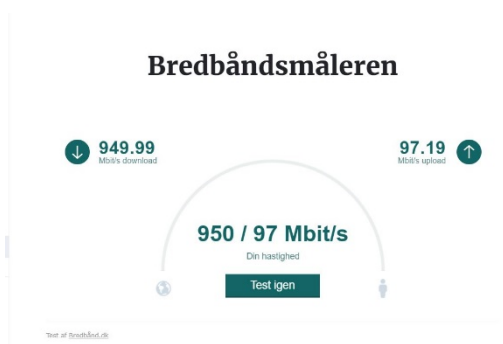 Bredbåndsmåleren
949.99
Mbit/s download
97.19
Mbit/s upload
950 / 97 Mbit/s
Din hastighed
Test igen
Test af Bredbånd.dk